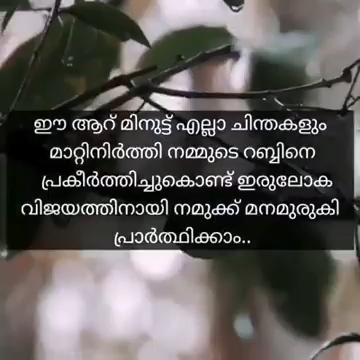 ഈ ആറ് മിനുട്ട് എല്ലാ ചിന്തകളും
മാറ്റിനിർത്തി നമ്മുടെ റബ്ബിനെ
പ്രകീർത്തിച്ചുകൊണ്ട് ഇരുലോക
വിജയത്തിനായി നമുക്ക് മനമുരുകി
പ്രാർത്ഥിക്കാം..